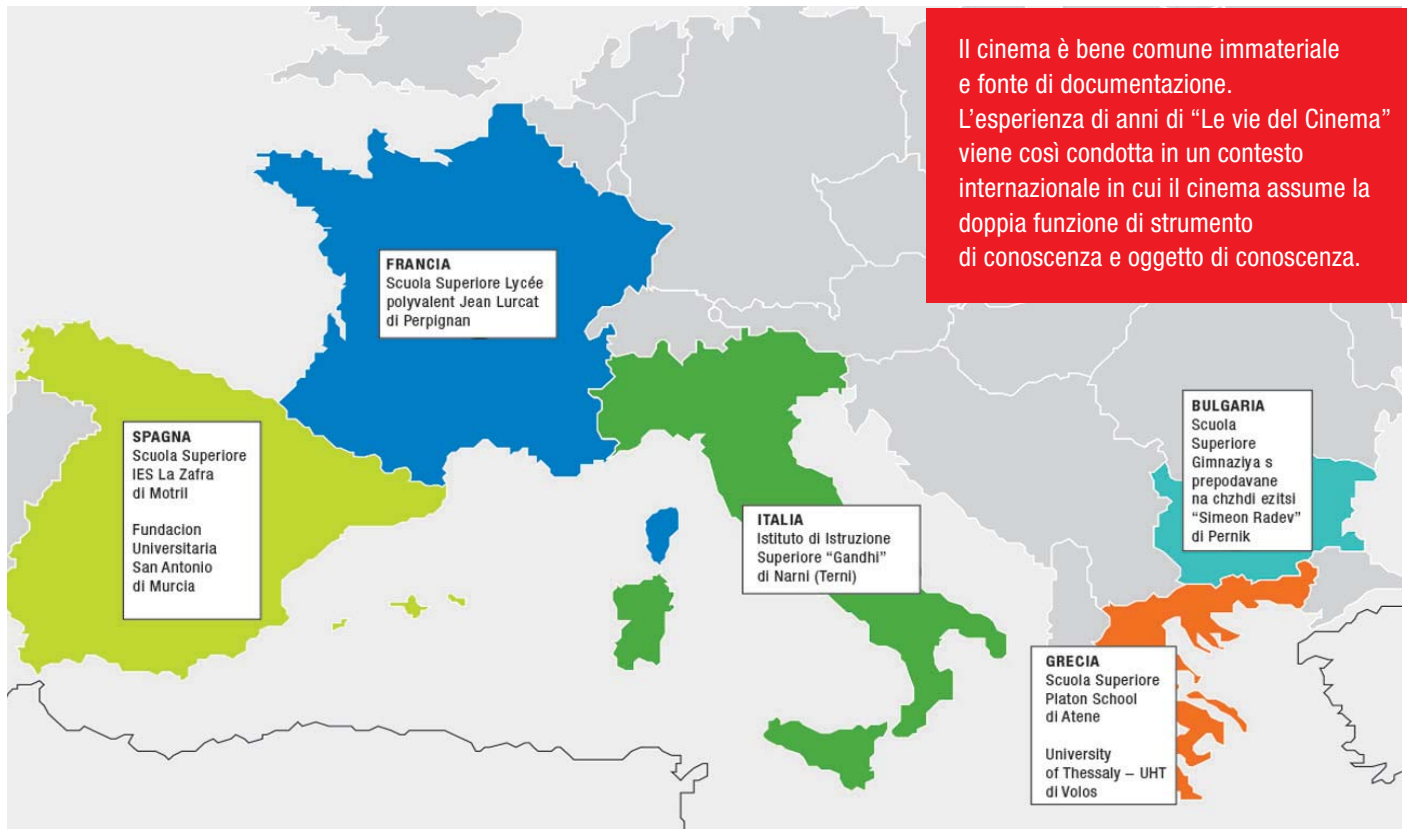 Il cinema è bene comune immateriale
e fonte di documentazione.
L’esperienza di anni di “Le vie del Cinema”
viene così condotta in un contesto
internazionale in cui il cinema assume la
doppia funzione di strumento
di conoscenza e oggetto di conoscenza.
FRANCIA
Scuola Superiore Lycée
polyvalent Jean Lurcat
di Perpignan
SPAGNA
Scuola Superiore
IES La Zafra
di Motril
Fundacion
Universitaria
San Antonio
di Murcia
ITALIA
Istituto di Istruzione
Superiore “Gandhi”
di Narni (Terni)
BULGARIA
Scuola
Superiore
Gimnaziya s
prepodavane
na chzhdi ezitsi
“Simeon Radev”
di Pernik
GRECIA
Scuola Superiore
Platon School
di Atene
University
of Thessaly – UHT
di Volos